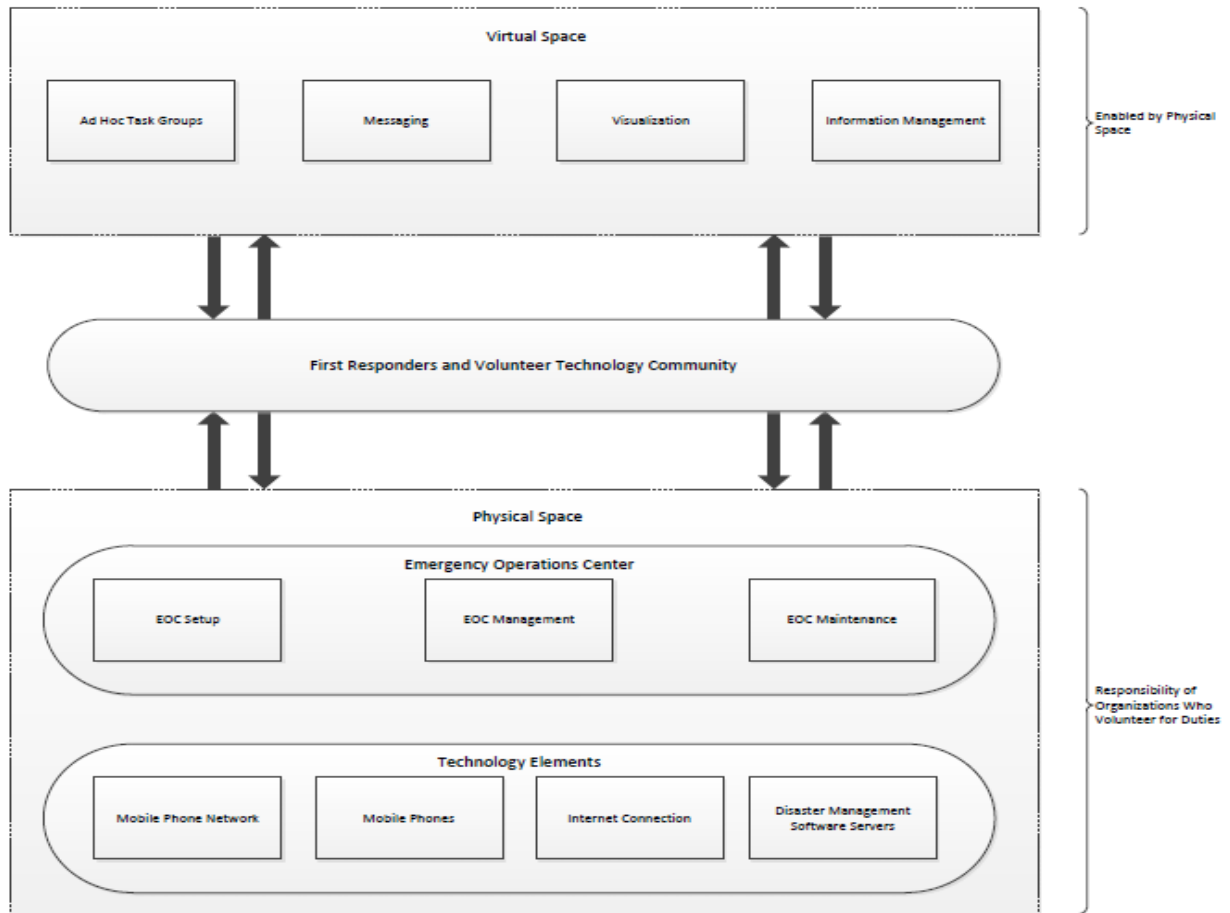 Virtual Space
Ad Hoc Task Groups
Messaging
Visualization
Information Management
Enabled by Physical
Space
First Responders and Volunteer Technology Community
Physical Space
Emergency Operations Center
EOC Setup
EOC Management
EOC Maintenance
Responsibility of
Organizations Who
Volunteer for Duties
Technology Elements
Mobile Phone Network
Mobile Phones
Internet Connection
Disaster Management
Software Servers